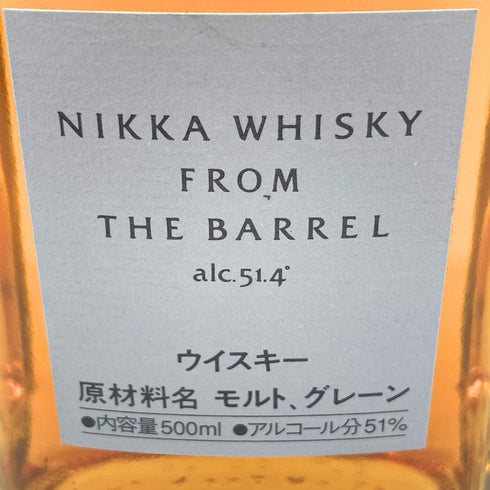 NIKKA WHISKY
FROM
THE BARREL
alc.51.4°
ウイスキー
原材料名 モルト、グレーン
●内容量500ml ●アルコール分51%